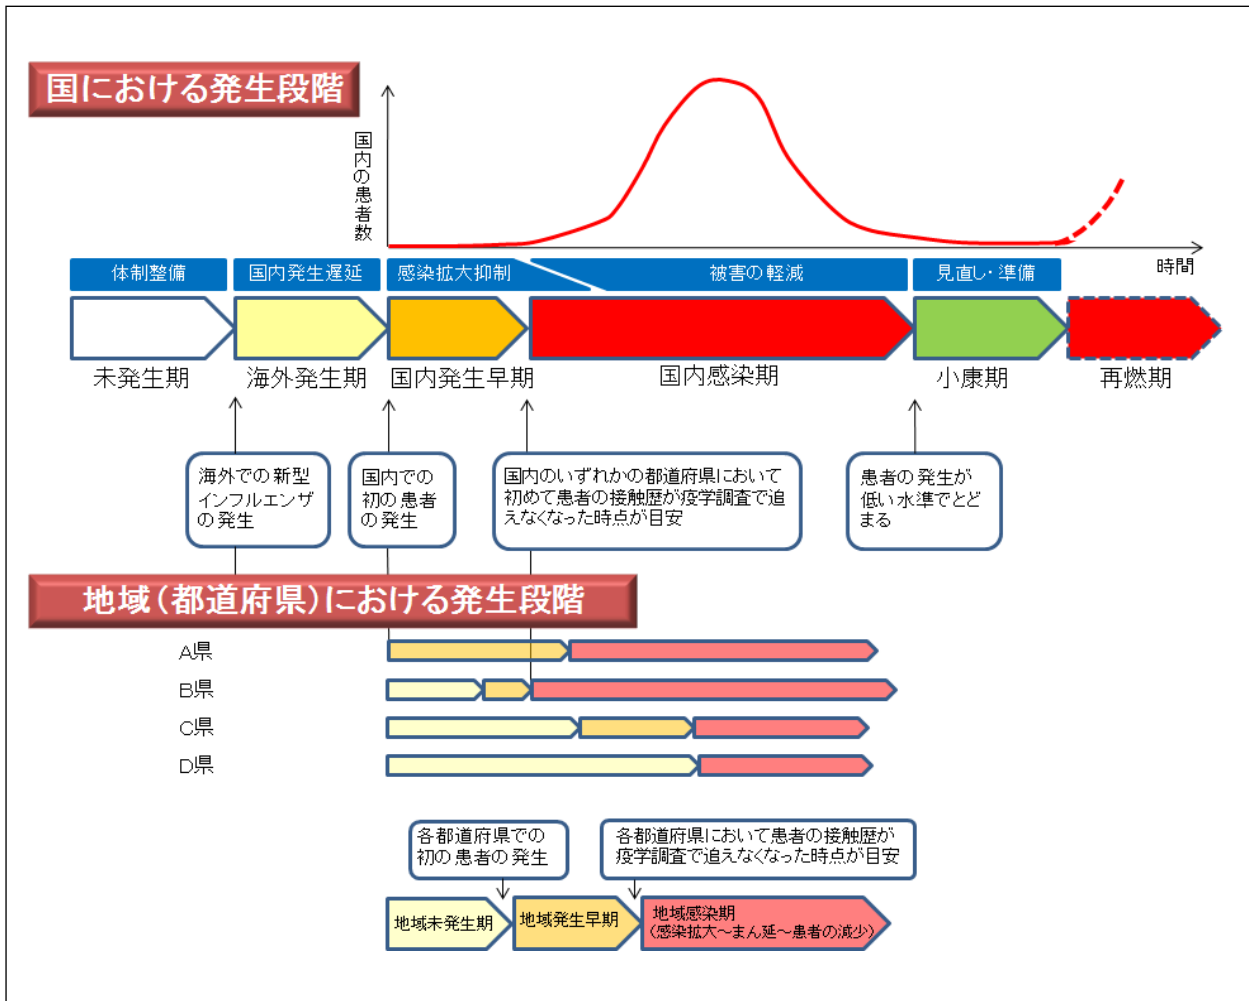 国における発生段階
国内の患者数
時間
体制整備
国内発生遅延
感染拡大抑制
被害の軽減
見直し・準備
未発生期
海外発生期
国内発生早期
国内感染期
小康期
再燃期
海外での新型
インフルエンザ
の発生
国内での
初の患者
の発生
国内のいずれかの都道府県において
初めて患者の接触歴が疫学調査で追
えなくなった時点が目安
患者の発生が
低い水準でとど
まる
地域(都道府県)における発生段階
A県
B県
C県
D県
各都道府県での
初の患者の発生
各都道府県において患者の接触歴が
疫学調査で追えなくなった時点が目安
地域未発生期
地域発生早期
地域感染期
(感染拡大~まん延~患者の減少)